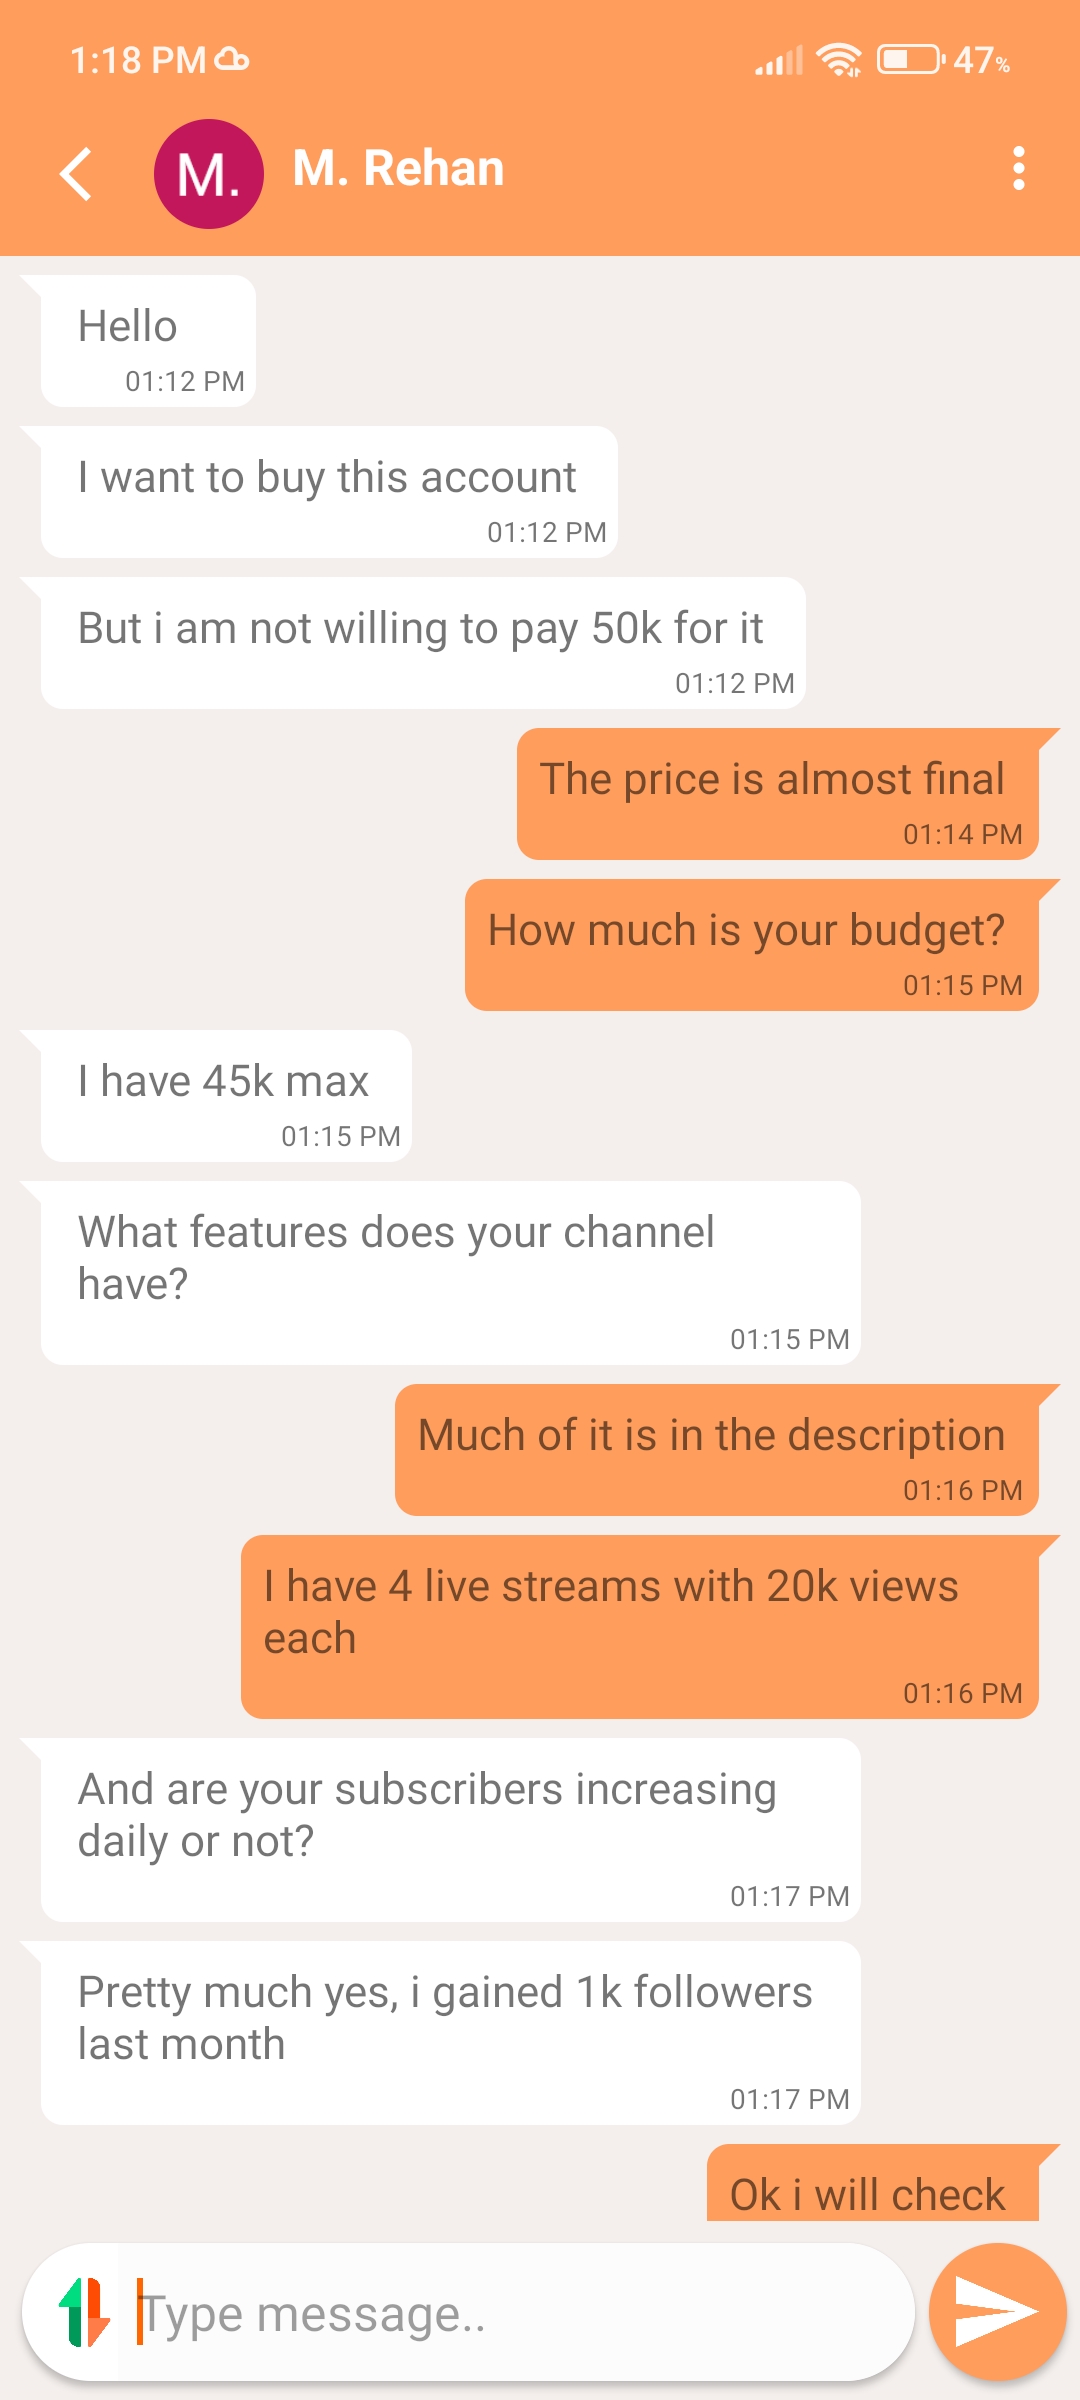 1:18 PM
47%
M.
M. Rehan
Hello
01:12 PM
I want to buy this account
01:12 PM
But i am not willing to pay 50k for it
01:12 PM
The price is almost final
01:14 PM
How much is your budget?
01:15 PM
I have 45k max
01:15 PM
What features does your channel
have?
01:15 PM
Much of it is in the description
01:16 PM
I have 4 live streams with 20k views
each
01:16 PM
And are your subscribers increasing
daily or not?
01:17 PM
Pretty much yes, i gained 1k followers
last month
01:17 PM
Ok i will check
Type message..